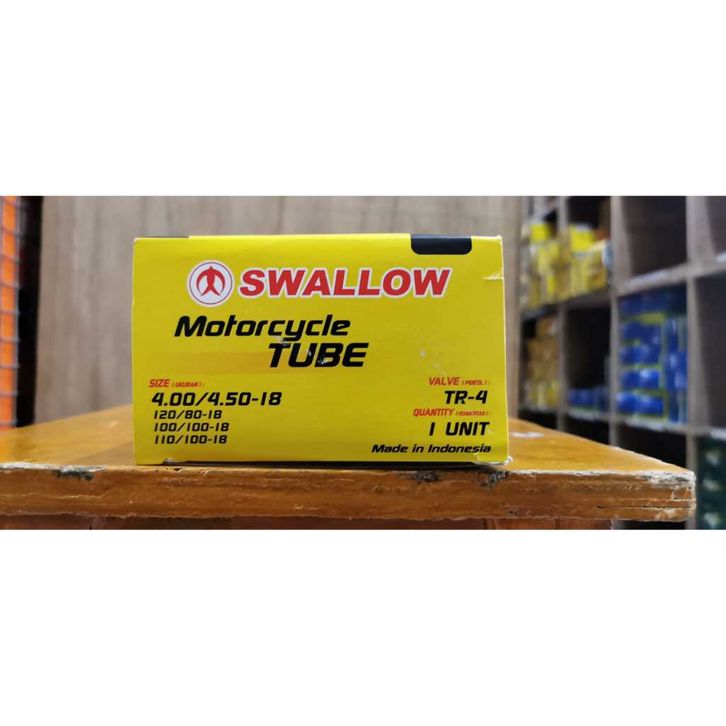 SWALLOW
Motorcycle
TUBE
SIZE (UKURAN) :
4.00/4.50-18
120/80-18
100/100-18
110/100-18
VALVE (PENTIL) :
TR-4
QUANTITY (KUANTITAS) :
1 UNIT
Made in Indonesia